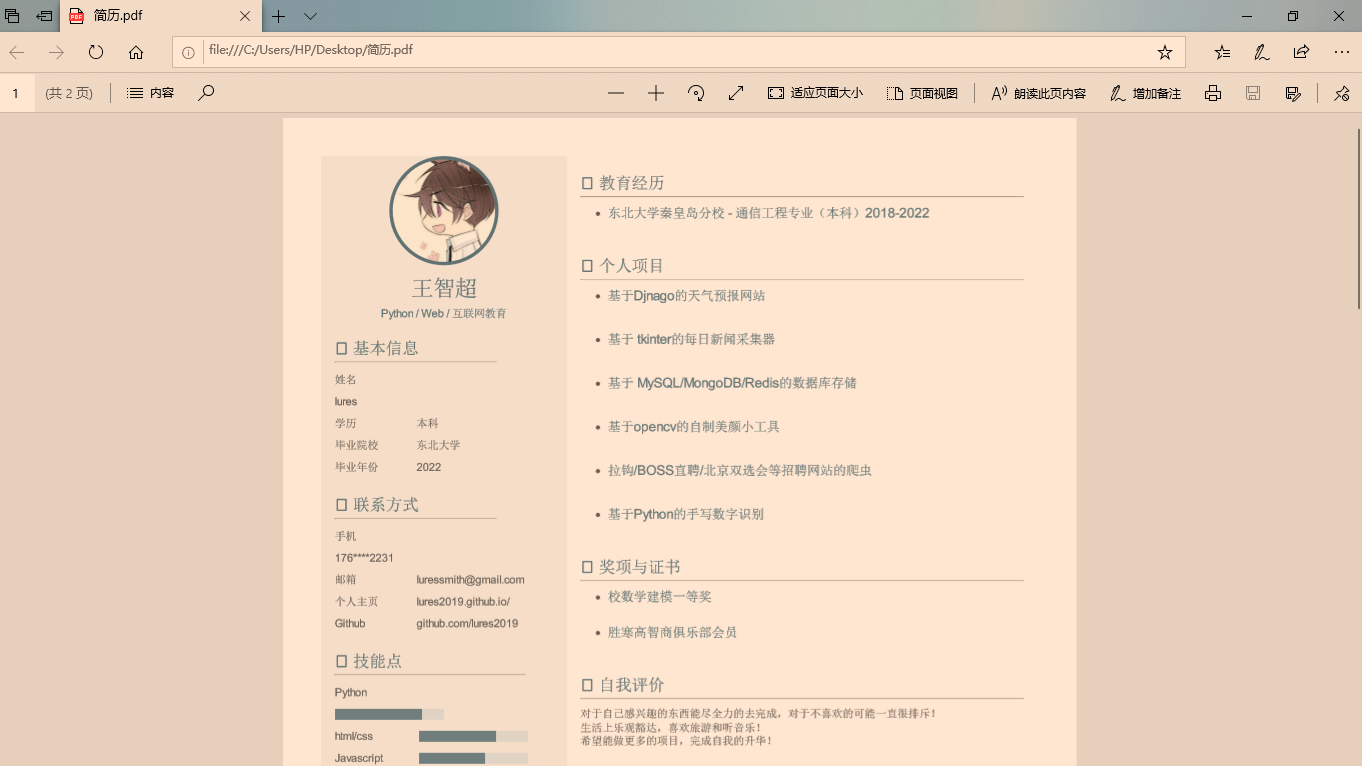 简历.pdf
file:///C:/Users/HP/Desktop/简历.pdf
1 (共 2 页) 内容 适应页面大小 页面视图 朗读此页内容 增加备注
王智超
Python / Web / 互联网教育
基本信息
姓名
lures
学历 本科
毕业院校 东北大学
毕业年份 2022
联系方式
手机
176****2231
邮箱 luressmith@gmail.com
个人主页 lures2019.github.io/
Github github.com/lures2019
技能点
Python
html/css
Javascript
教育经历
东北大学秦皇岛分校 - 通信工程专业（本科）2018-2022
个人项目
基于Djnago的天气预报网站
基于 tkinter的每日新闻采集器
基于 MySQL/MongoDB/Redis的数据库存储
基于opencv的自制美颜小工具
拉钩/BOSS直聘/北京双选会等招聘网站的爬虫
基于Python的手写数字识别
奖项与证书
校数学建模一等奖
胜寒高智商俱乐部会员
自我评价
对于自己感兴趣的东西能尽全力的去完成，对于不喜欢的可能一直很排斥！
生活上乐观豁达，喜欢旅游和听音乐！
希望能做更多的项目，完成自我的升华！